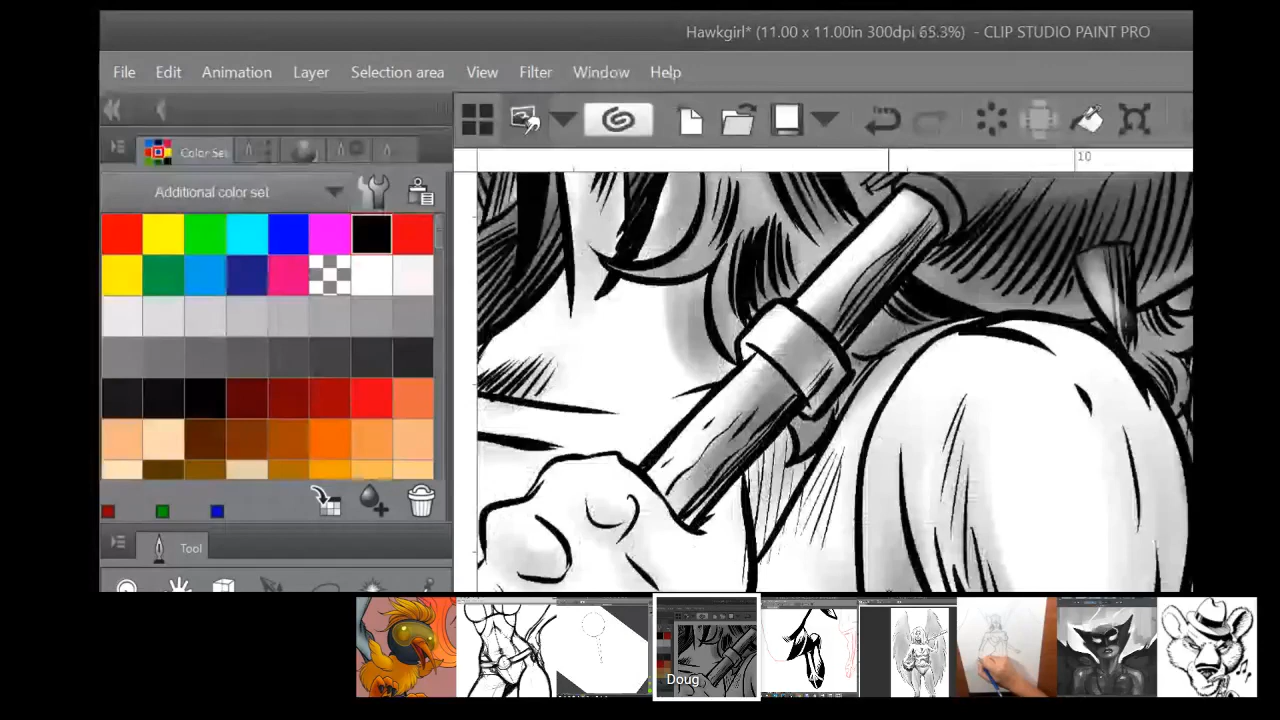 Hawkgirl* (11.00 x 11.00in 300dpi 65.3%) - CLIP STUDIO PAINT PRO
File Edit Animation Layer Selection area View Filter Window Help
Color Set
10
Additional color set
Tool
Doug